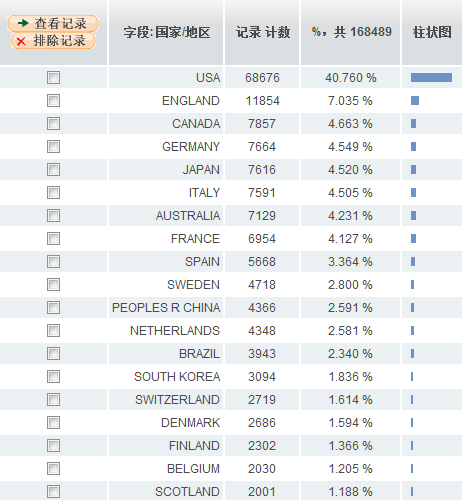 查看记录
排除记录
字段:国家/地区 记录 计数 %，共 168489 柱状图
USA 68676 40.760 %
ENGLAND 11854 7.035 %
CANADA 7857 4.663 %
GERMANY 7664 4.549 %
JAPAN 7616 4.520 %
ITALY 7591 4.505 %
AUSTRALIA 7129 4.231 %
FRANCE 6954 4.127 %
SPAIN 5668 3.364 %
SWEDEN 4718 2.800 %
PEOPLES R CHINA 4366 2.591 %
NETHERLANDS 4348 2.581 %
BRAZIL 3943 2.340 %
SOUTH KOREA 3094 1.836 %
SWITZERLAND 2719 1.614 %
DENMARK 2686 1.594 %
FINLAND 2302 1.366 %
BELGIUM 2030 1.205 %
SCOTLAND 2001 1.188 %